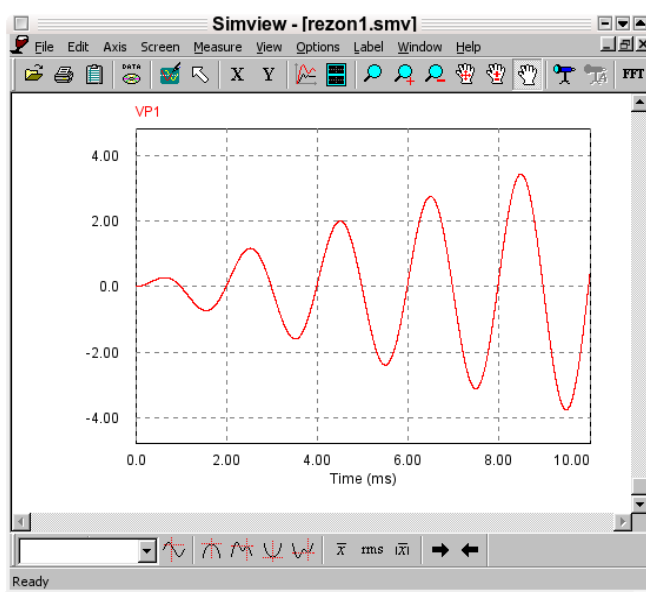 Simview - [rezon1.smv]
File Edit Axis Screen Measure View Options Label Window Help
DATA X Y FFT
VP1
4.00
2.00
0.0
-2.00
-4.00
0.0 2.00 4.00 6.00 8.00 10.00
Time (ms)
x rms |x|
Ready